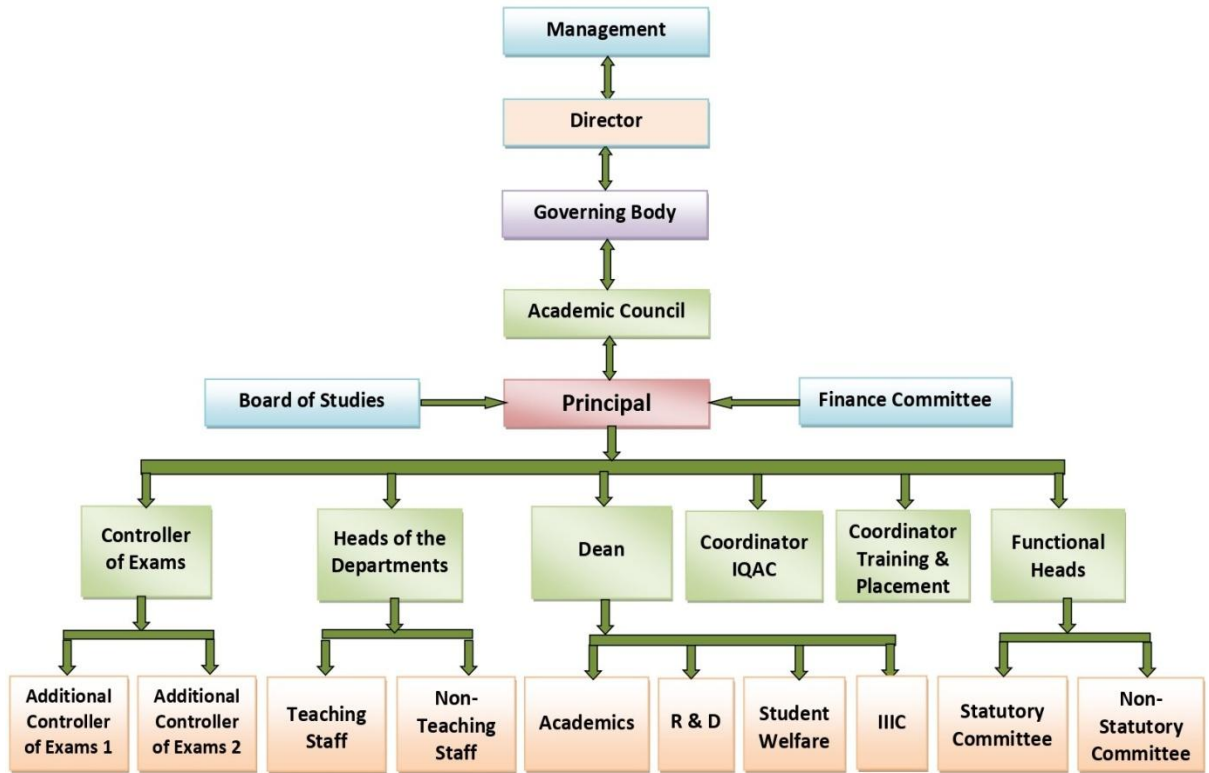 Management
Director
Governing Body
Academic Council
Board of Studies
Principal
Finance Committee
Controller
of Exams
Heads of the
Departments
Dean
Coordinator
IQAC
Coordinator
Training &
Placement
Functional
Heads
Additional
Controller
of Exams 1
Additional
Controller
of Exams 2
Teaching
Staff
Non-
Teaching
Staff
Academics
R & D
Student
Welfare
IIIC
Statutory
Committee
Non-
Statutory
Committee